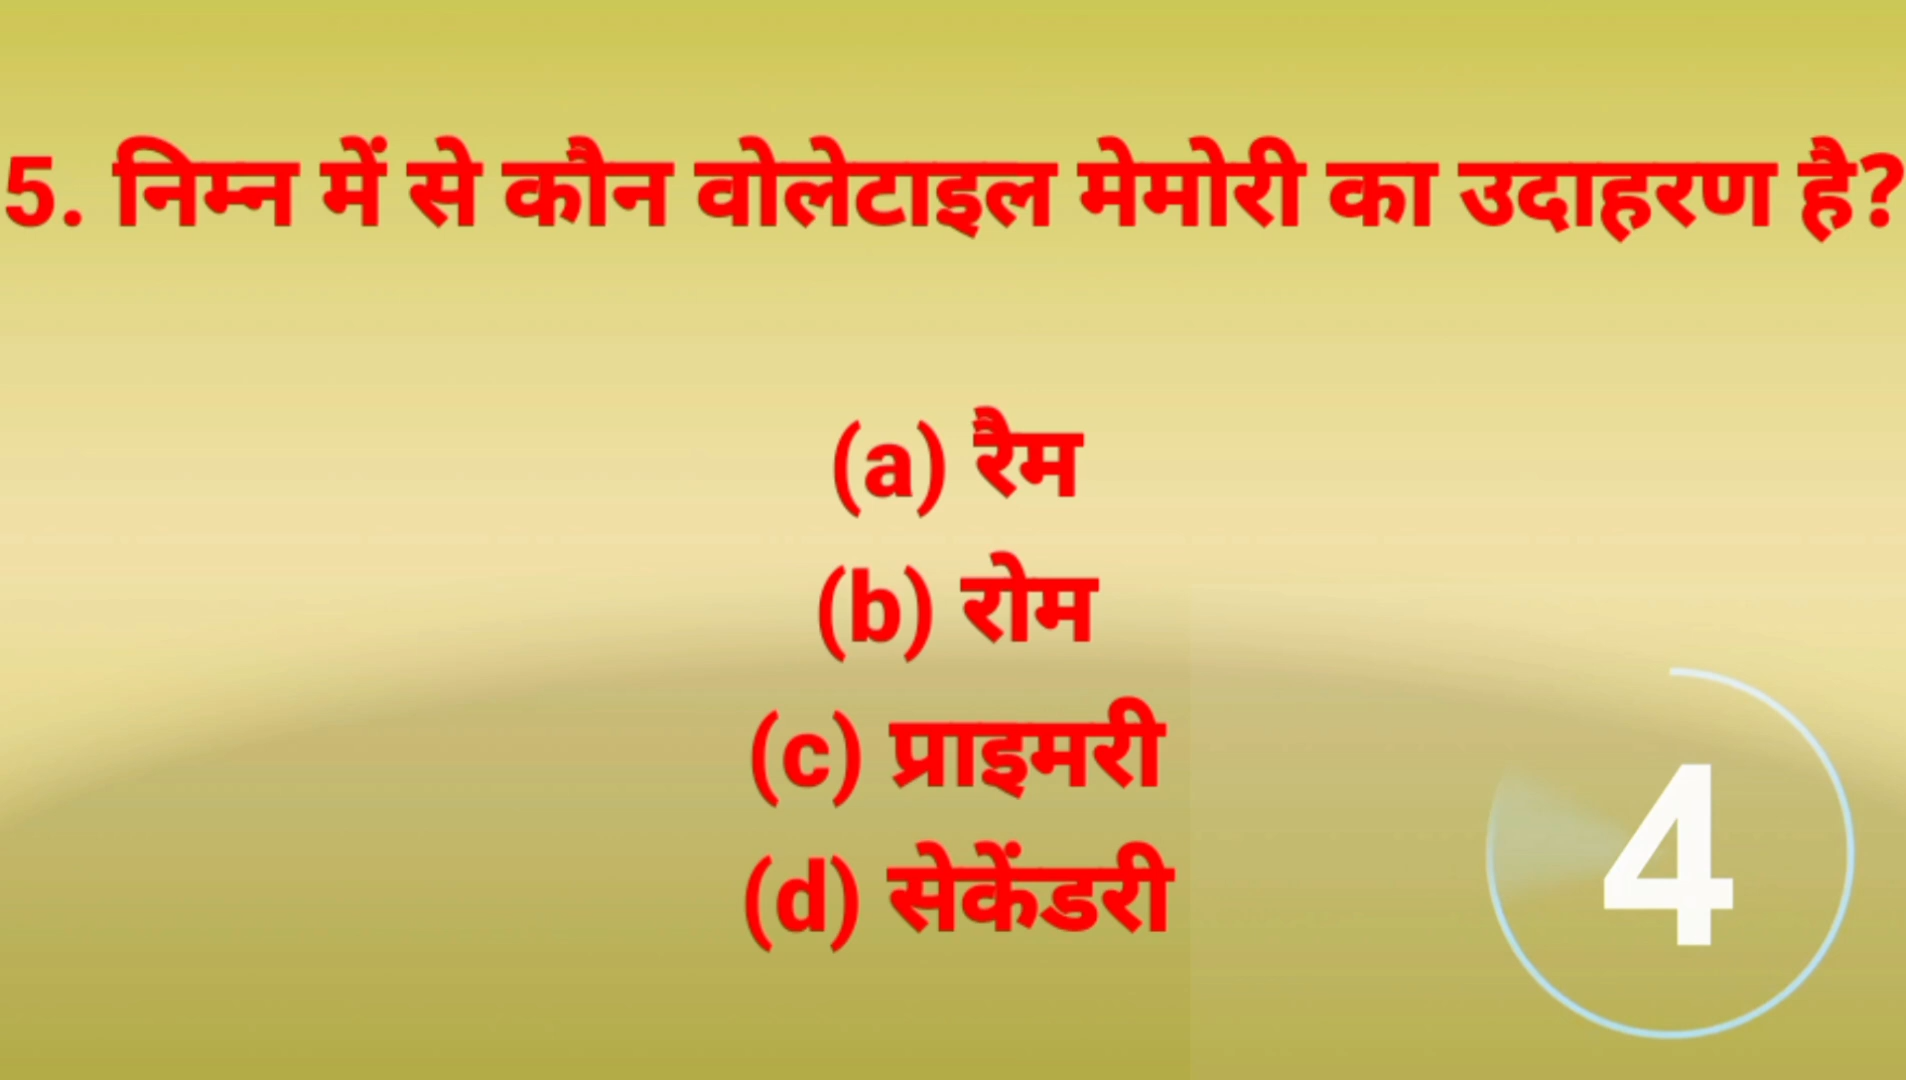 5. निम्न में से कौन वोलेटाइल मेमोरी का उदाहरण है?
(a) रैम
(b) रोम
(c) प्राइमरी
(d) सेकेंडरी
4